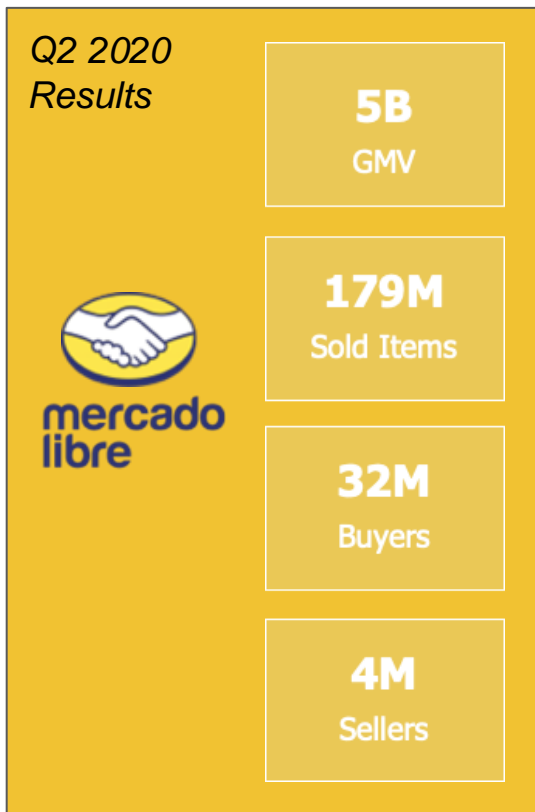 Q2 2020
Results
5B
GMV
179M
Sold Items
mercado
libre
32M
Buyers
4M
Sellers